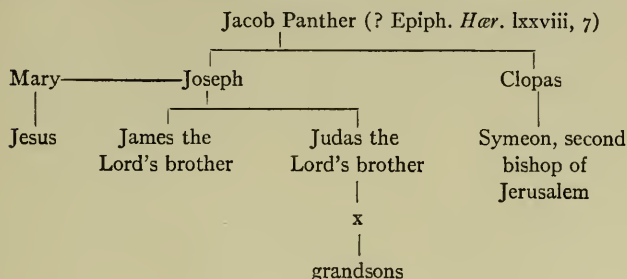 Jacob Panther (? Epiph. Hær. lxxviii, 7)
Mary Joseph Clopas
Jesus James the Judas the Symeon, second
Lord's brother Lord's brother bishop of
Jerusalem
x
grandsons